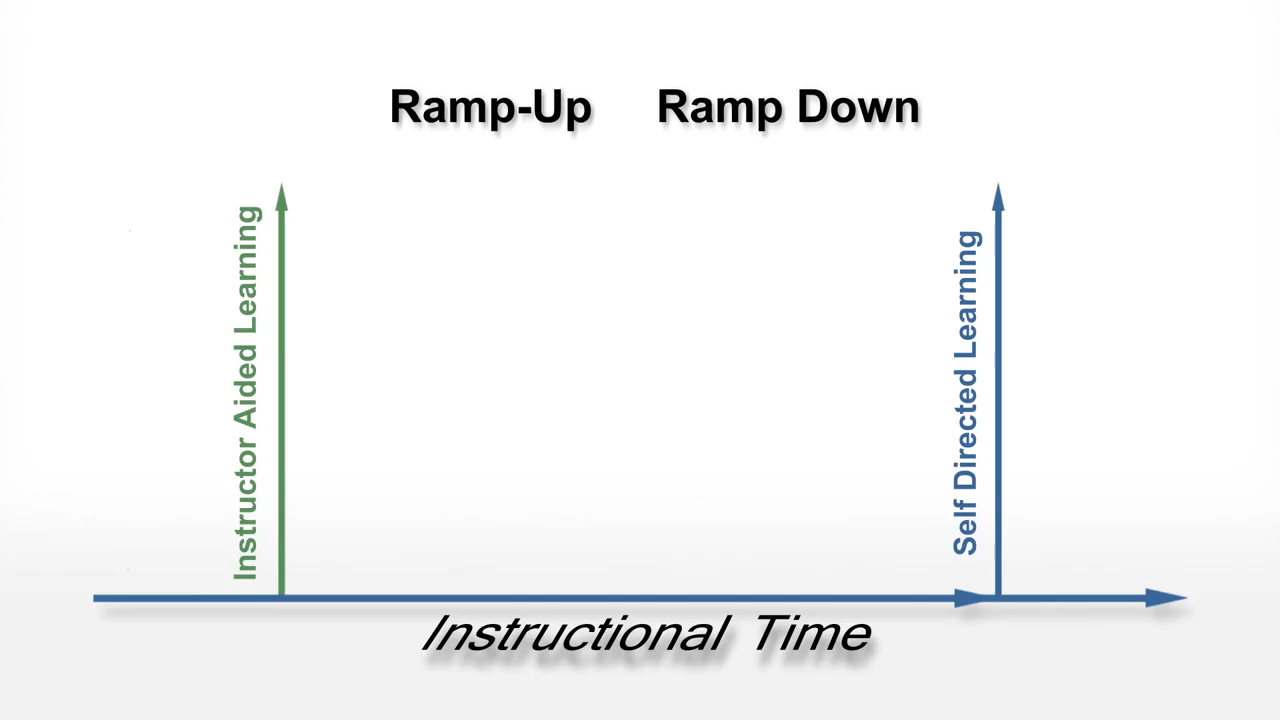 Ramp-Up Ramp Down
Instructor Aided Learning
Self Directed Learning
Instructional Time